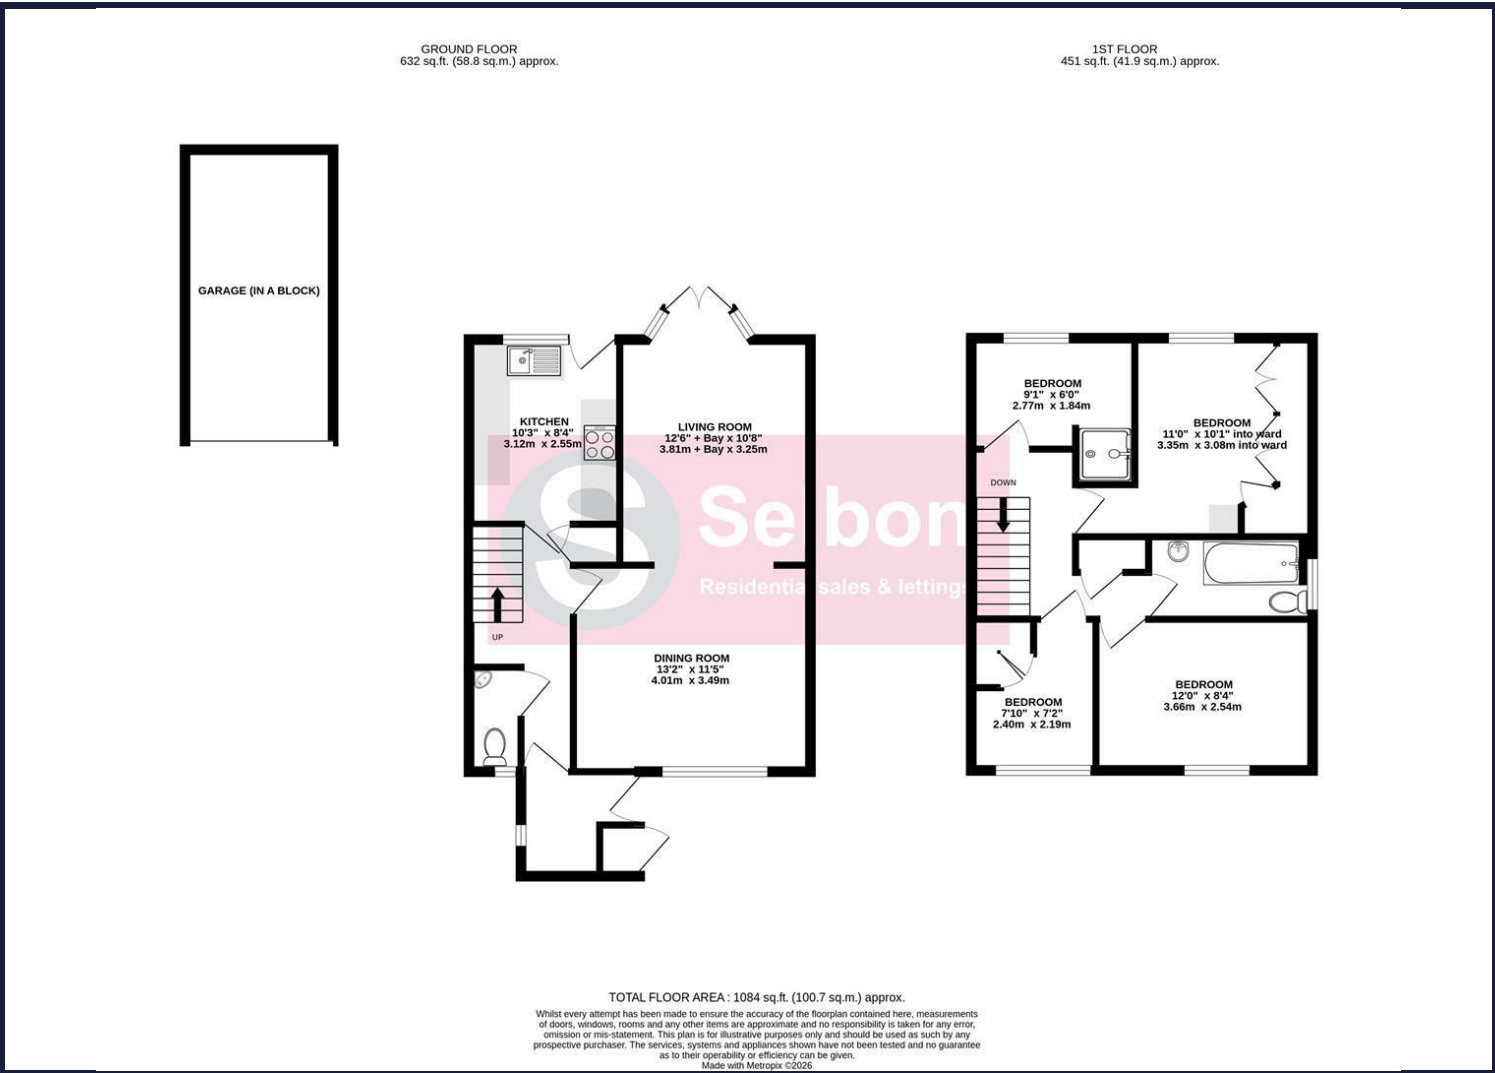 GROUND FLOOR
632 sq.ft. (58.8 sq.m.) approx.
1ST FLOOR
451 sq.ft. (41.9 sq.m.) approx.
GARAGE (IN A BLOCK)
KITCHEN
10'3" x 8'4"
3.12m x 2.55m
LIVING ROOM
12'6" + Bay x 10'8"
3.81m + Bay x 3.25m
UP
DINING ROOM
13'2" x 11'5"
4.01m x 3.49m
BEDROOM
9'1" x 6'0"
2.77m x 1.84m
BEDROOM
11'0" x 10'1" into ward
3.35m x 3.08m into ward
DOWN
BEDROOM
7'10" x 7'2"
2.40m x 2.19m
BEDROOM
12'0" x 8'4"
3.66m x 2.54m
S
Se bon
Residential sales & lettings
TOTAL FLOOR AREA : 1084 sq.ft. (100.7 sq.m.) approx.
Whilst every attempt has been made to ensure the accuracy of the floorplan contained here, measurements
of doors, windows, rooms and any other items are approximate and no responsibility is taken for any error,
omission or mis-statement. This plan is for illustrative purposes only and should be used as such by any
prospective purchaser. The services, systems and appliances shown have not been tested and no guarantee
as to their operability or efficiency can be given.
Made with Metropix ©2026